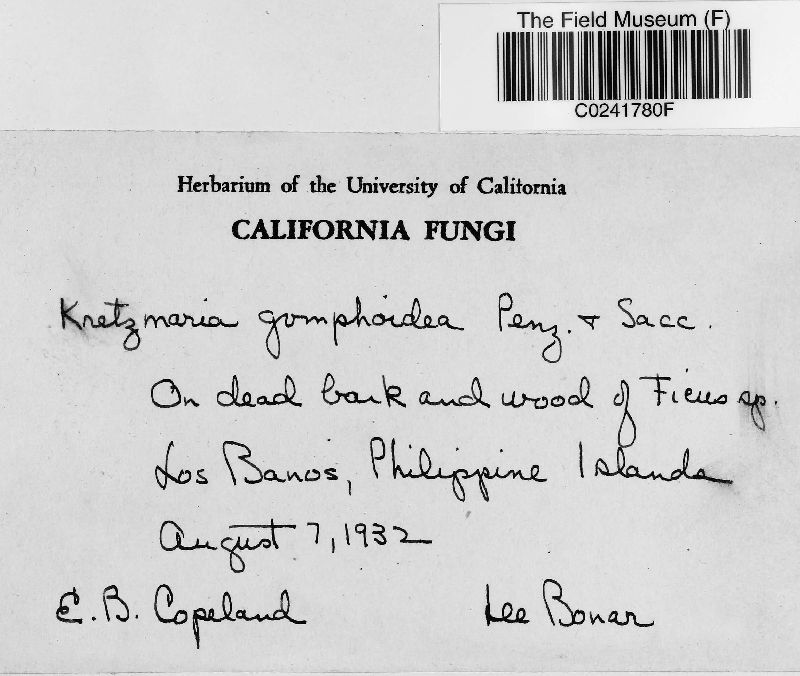 The Field Museum (F)
C0241780F
Herbarium of the University of California
CALIFORNIA FUNGI
Kretzmaria gomphoidea Penz. & Sacc.
On dead bark and wood of Ficus sp.
Los Banos, Philippine Islands
August 7, 1932
E. B. Copeland Lee Bonar